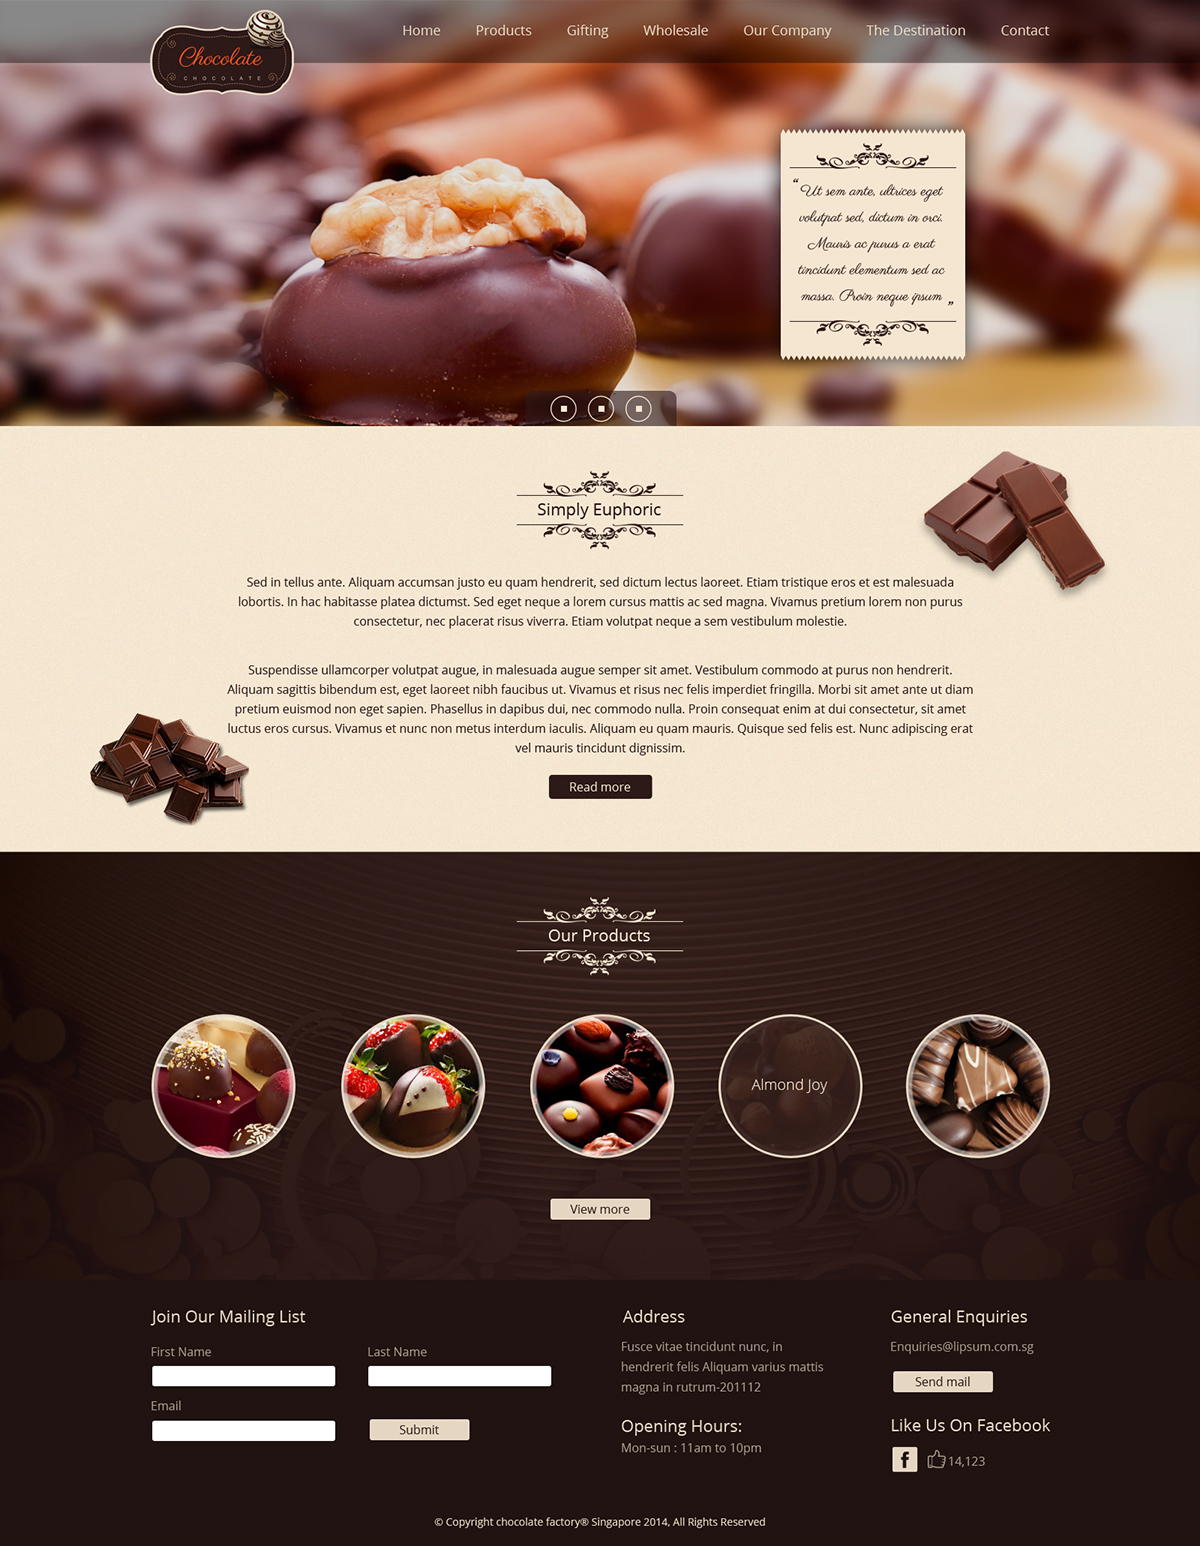 Chocolate
CHOCOLATE
Home Products Gifting Wholesale Our Company The Destination Contact
“ Ut sem ante, ultrices eget
volutpat sed, dictum in orci.
Mauris ac purus a erat
tincidunt elementum sed ac
massa. Proin neque ipsum „
Simply Euphoric
Sed in tellus ante. Aliquam accumsan justo eu quam hendrerit, sed dictum lectus laoreet. Etiam tristique eros et est malesuada
lobortis. In hac habitasse platea dictumst. Sed eget neque a lorem cursus mattis ac sed magna. Vivamus pretium lorem non purus
consectetur, nec placerat risus viverra. Etiam volutpat neque a sem vestibulum molestie.
Suspendisse ullamcorper volutpat augue, in malesuada augue semper sit amet. Vestibulum commodo at purus non hendrerit.
Aliquam sagittis bibendum est, eget laoreet nibh faucibus ut. Vivamus et risus nec felis imperdiet fringilla. Morbi sit amet ante ut diam
pretium euismod non eget sapien. Phasellus in dapibus dui, nec commodo nulla. Proin consequat enim at dui consectetur, sit amet
luctus eros cursus. Vivamus et nunc non metus interdum iaculis. Aliquam eu quam mauris. Quisque sed felis est. Nunc adipiscing erat
vel mauris tincidunt dignissim.
Read more
Our Products
Almond Joy
View more
Join Our Mailing List
First Name Last Name
Email
Submit
Address
Fusce vitae tincidunt nunc, in
hendrerit felis Aliquam varius mattis
magna in rutrum-201112
Opening Hours:
Mon-sun : 11am to 10pm
General Enquiries
Enquiries@lipsum.com.sg
Send mail
Like Us On Facebook
f 14,123
© Copyright chocolate factory® Singapore 2014, All Rights Reserved